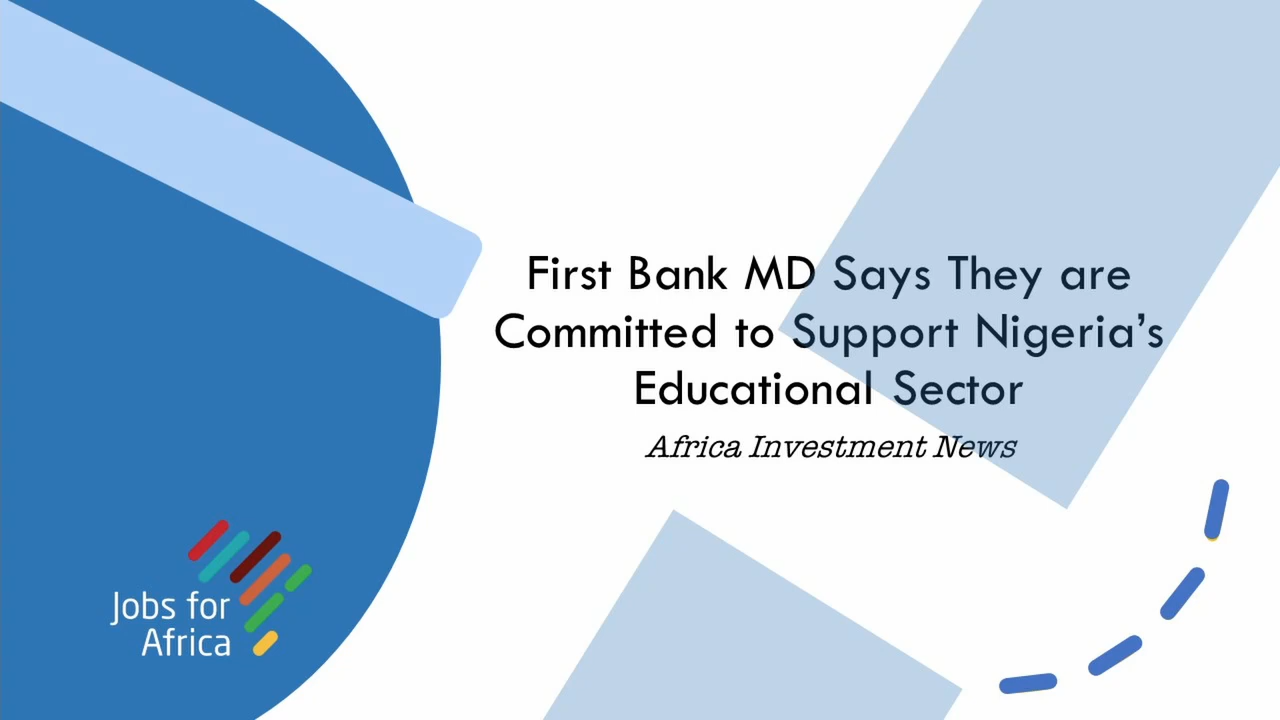 First Bank MD Says They are
Committed to Support Nigeria’s
Educational Sector
Africa Investment News
Jobs for
Africa